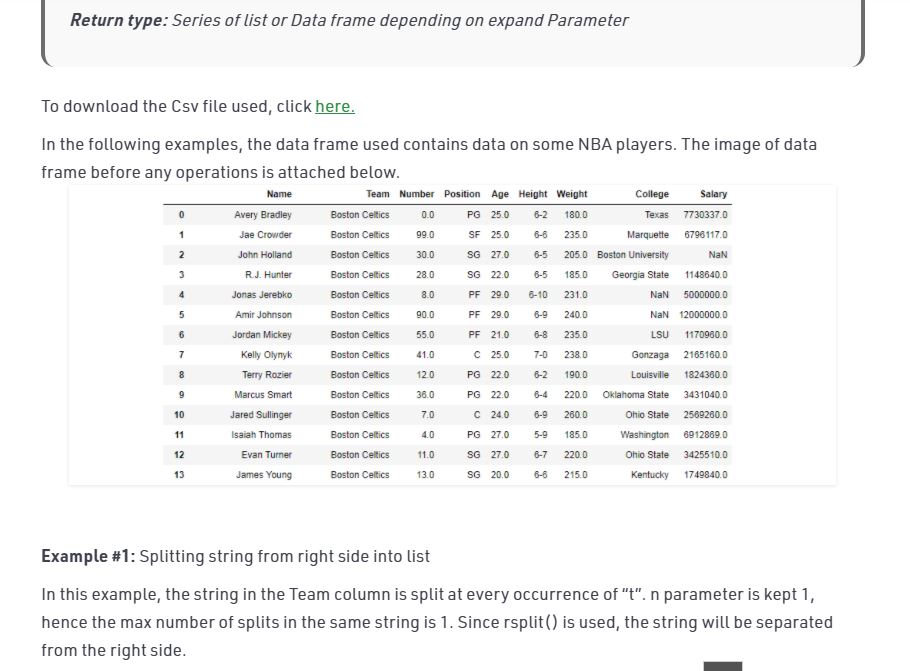 Return type: Series of list or Data frame depending on expand Parameter
To download the Csv file used, click here.
In the following examples, the data frame used contains data on some NBA players. The image of data
frame before any operations is attached below.
Name Team Number Position Age Height Weight College Salary
0 Avery Bradley Boston Celtics 0.0 PG 25.0 6-2 180.0 Texas 7730337.0
1 Jae Crowder Boston Celtics 99.0 SF 25.0 6-6 235.0 Marquette 6796117.0
2 John Holland Boston Celtics 30.0 SG 27.0 6-5 205.0 Boston University NaN
3 R.J. Hunter Boston Celtics 28.0 SG 22.0 6-5 185.0 Georgia State 1148640.0
4 Jonas Jerebko Boston Celtics 8.0 PF 29.0 6-10 231.0 NaN 5000000.0
5 Amir Johnson Boston Celtics 90.0 PF 29.0 6-9 240.0 NaN 12000000.0
6 Jordan Mickey Boston Celtics 55.0 PF 21.0 6-8 235.0 LSU 1170960.0
7 Kelly Olynyk Boston Celtics 41.0 C 25.0 7-0 238.0 Gonzaga 2165160.0
8 Terry Rozier Boston Celtics 12.0 PG 22.0 6-2 190.0 Louisville 1824360.0
9 Marcus Smart Boston Celtics 36.0 PG 22.0 6-4 220.0 Oklahoma State 3431040.0
10 Jared Sullinger Boston Celtics 7.0 C 24.0 6-9 260.0 Ohio State 2569260.0
11 Isaiah Thomas Boston Celtics 4.0 PG 27.0 5-9 185.0 Washington 6912869.0
12 Evan Turner Boston Celtics 11.0 SG 27.0 6-7 220.0 Ohio State 3425510.0
13 James Young Boston Celtics 13.0 SG 20.0 6-6 215.0 Kentucky 1749840.0
Example #1: Splitting string from right side into list
In this example, the string in the Team column is split at every occurrence of “t”. n parameter is kept 1,
hence the max number of splits in the same string is 1. Since rsplit() is used, the string will be separated
from the right side.